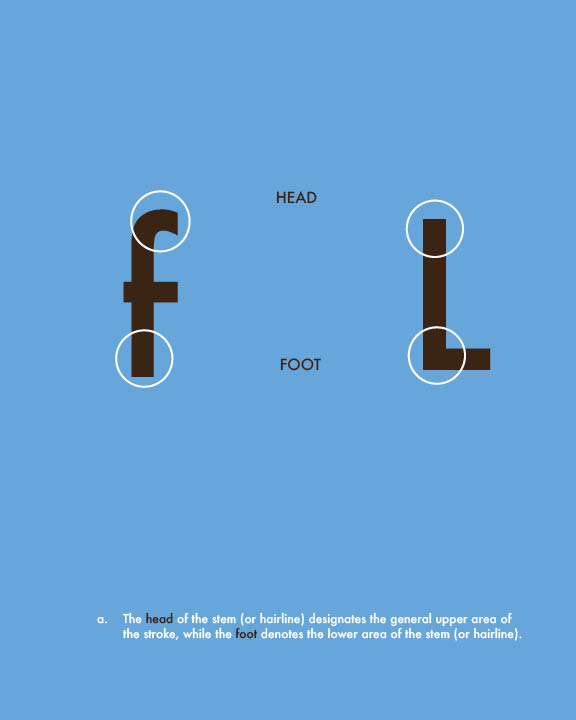 HEAD
f L
FOOT
a. The head of the stem (or hairline) designates the general upper area of
the stroke, while the foot denotes the lower area of the stem (or hairline).